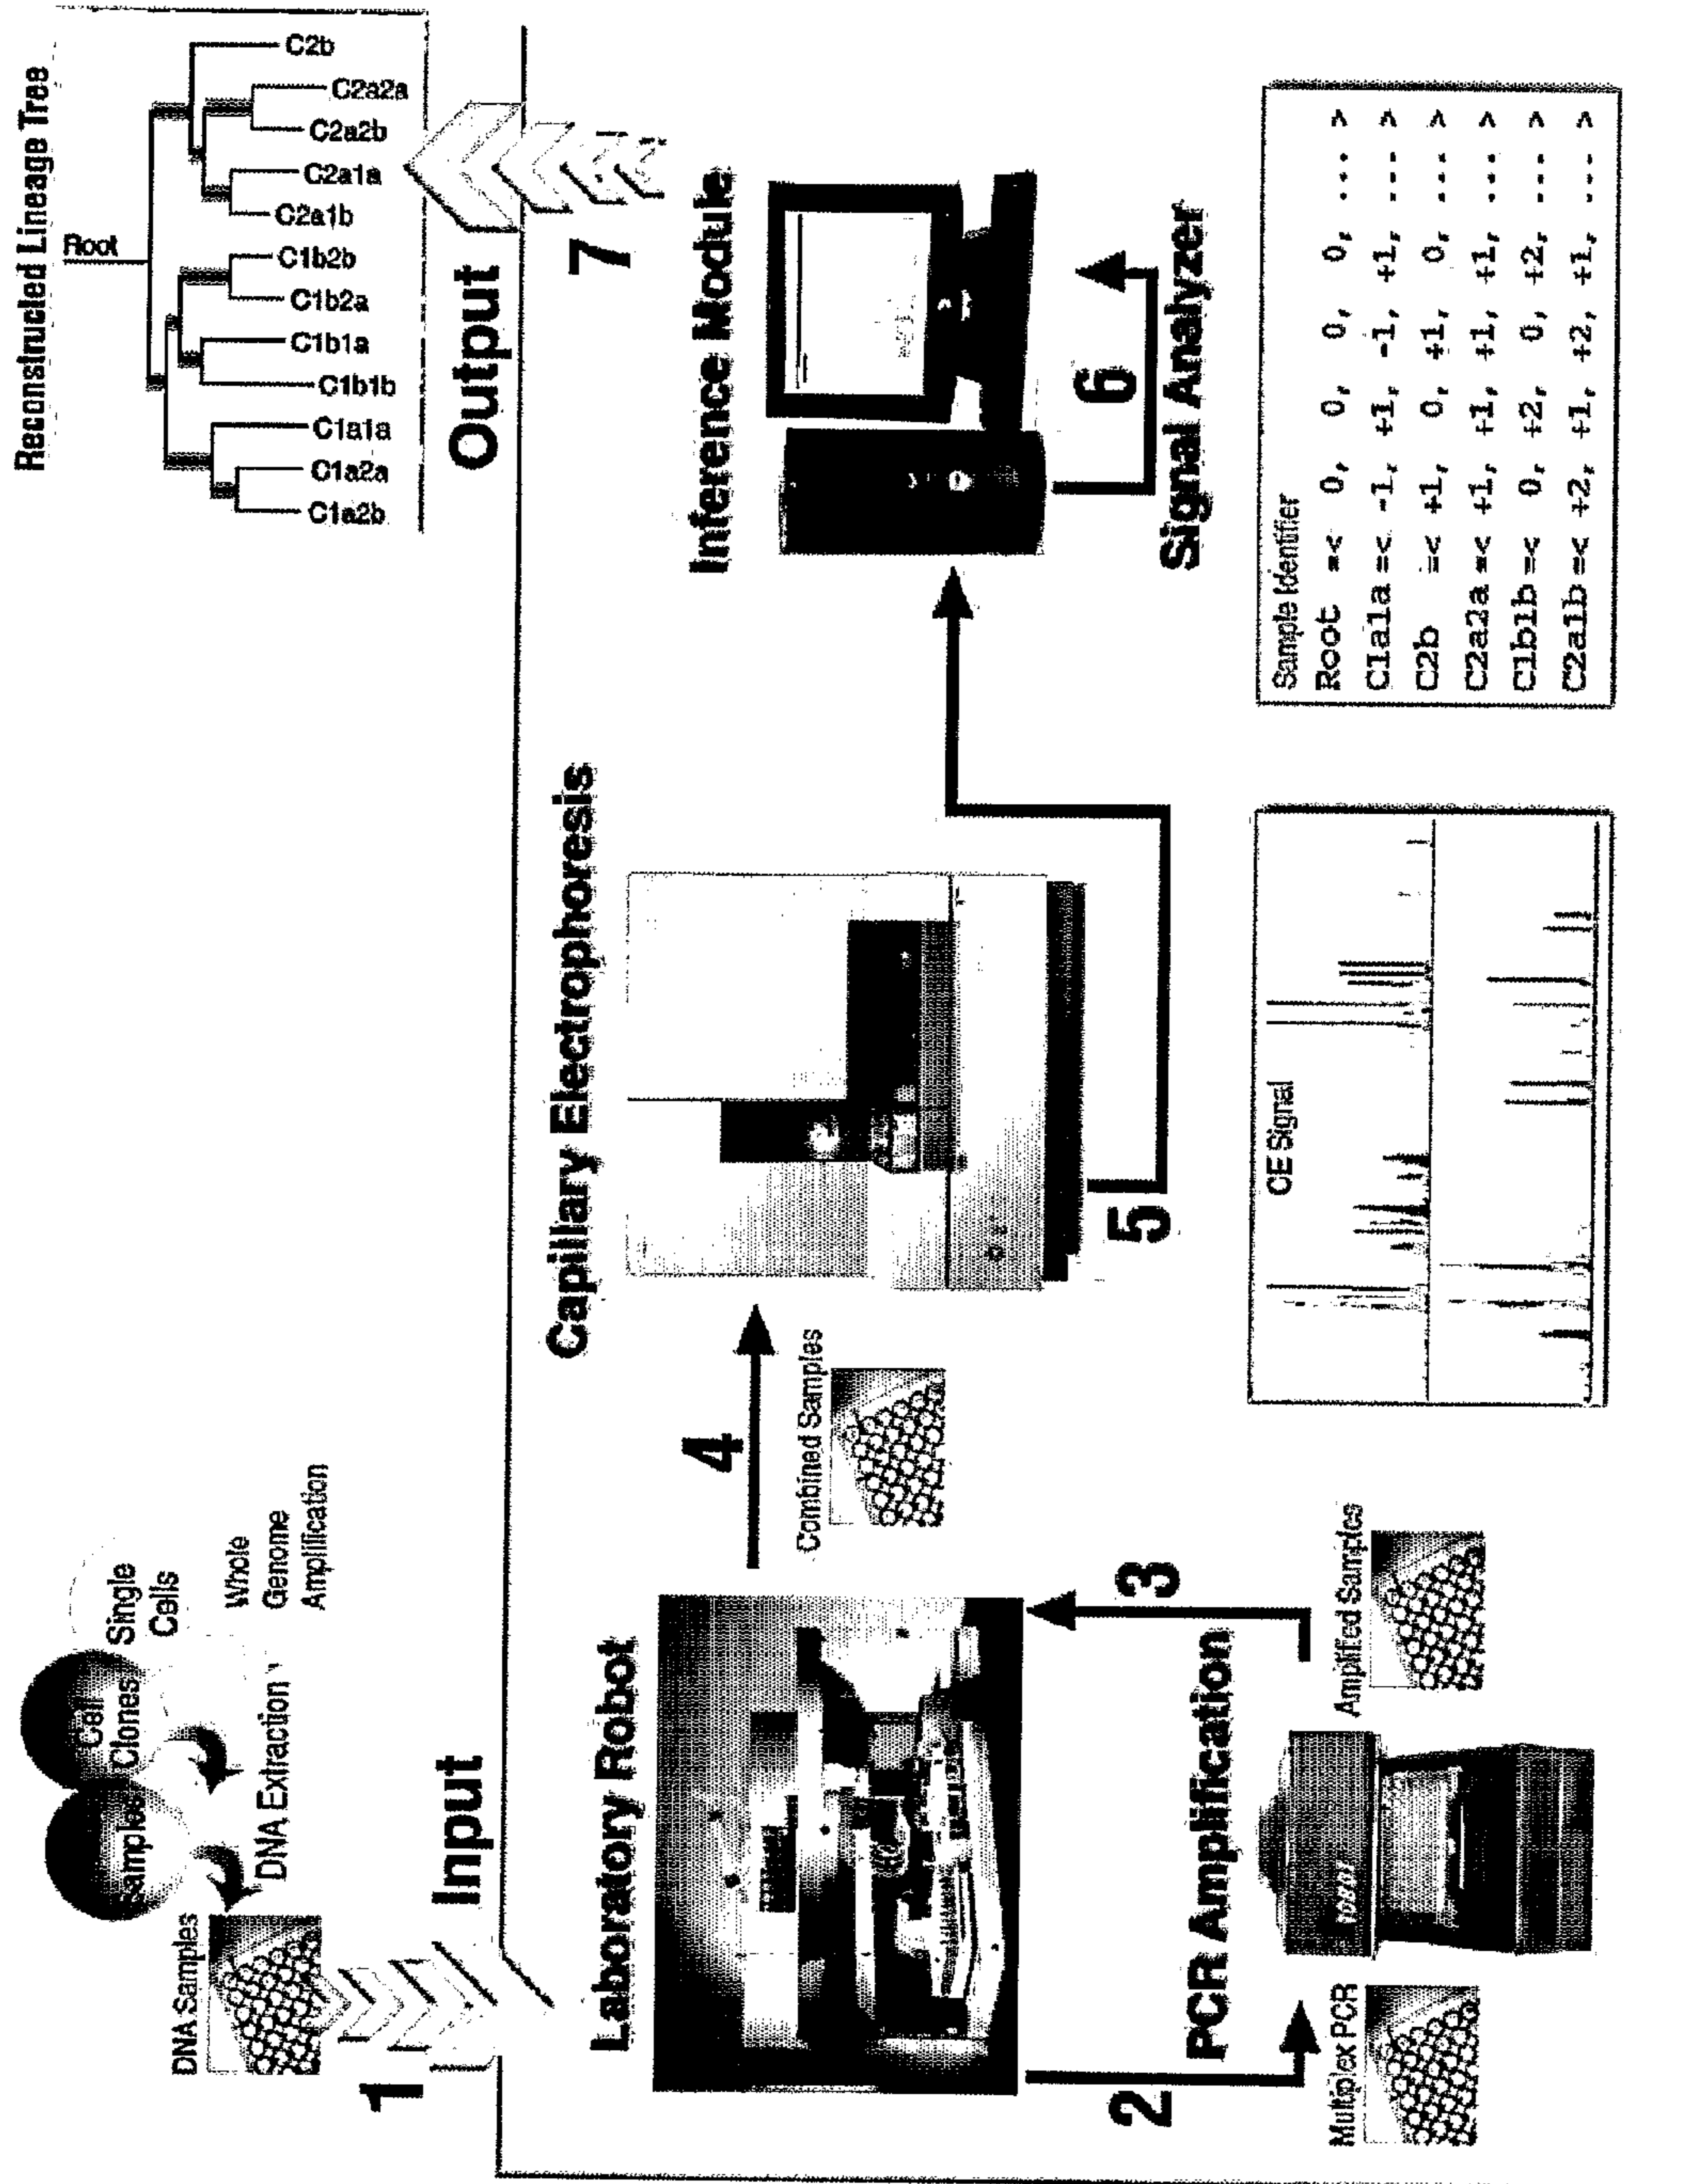 Samples
Cell
Clones
Single
Cells
DNA Extraction
Whole
Genome
Amplification
DNA Samples
1
Input
Reconstructed Lineage Tree
Root
C1a2b
C1a2a
C1a1a
C1b1b
C1b1a
C1b2a
C1b2b
C2a1b
C2a1a
C2a2b
C2a2a
C2b
Output
7
Laboratory Robot
2
Multiplex PCR
PCR Amplification
Amplified Samples
3
4
Combined Samples
Capillary Electrophoresis
5
CE Signal
Inference Module
6
Signal Analyzer
Sample Identifier
Root =< 0, 0, 0, 0, ... >
C1a1a =< -1, +1, -1, +1, ... >
C2b =< +1, 0, +1, 0, ... >
C2a2a =< +1, +1, +1, +1, ... >
C1b1b =< 0, +2, 0, +2, ... >
C2a1b =< +2, +1, +2, +1, ... >